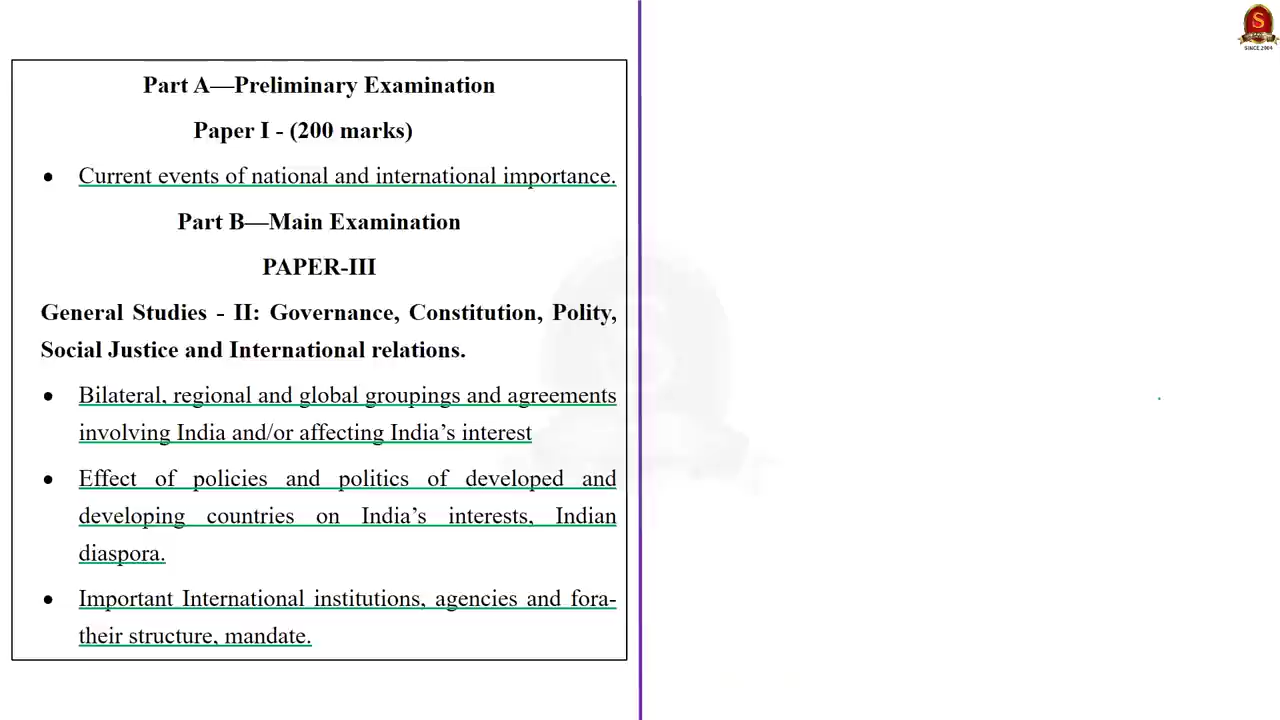 S
SINCE 2004
Part A—Preliminary Examination
Paper I - (200 marks)
• Current events of national and international importance.
Part B—Main Examination
PAPER-III
General Studies - II: Governance, Constitution, Polity,
Social Justice and International relations.
• Bilateral, regional and global groupings and agreements
involving India and/or affecting India’s interest
• Effect of policies and politics of developed and
developing countries on India’s interests, Indian
diaspora.
• Important International institutions, agencies and fora-
their structure, mandate.